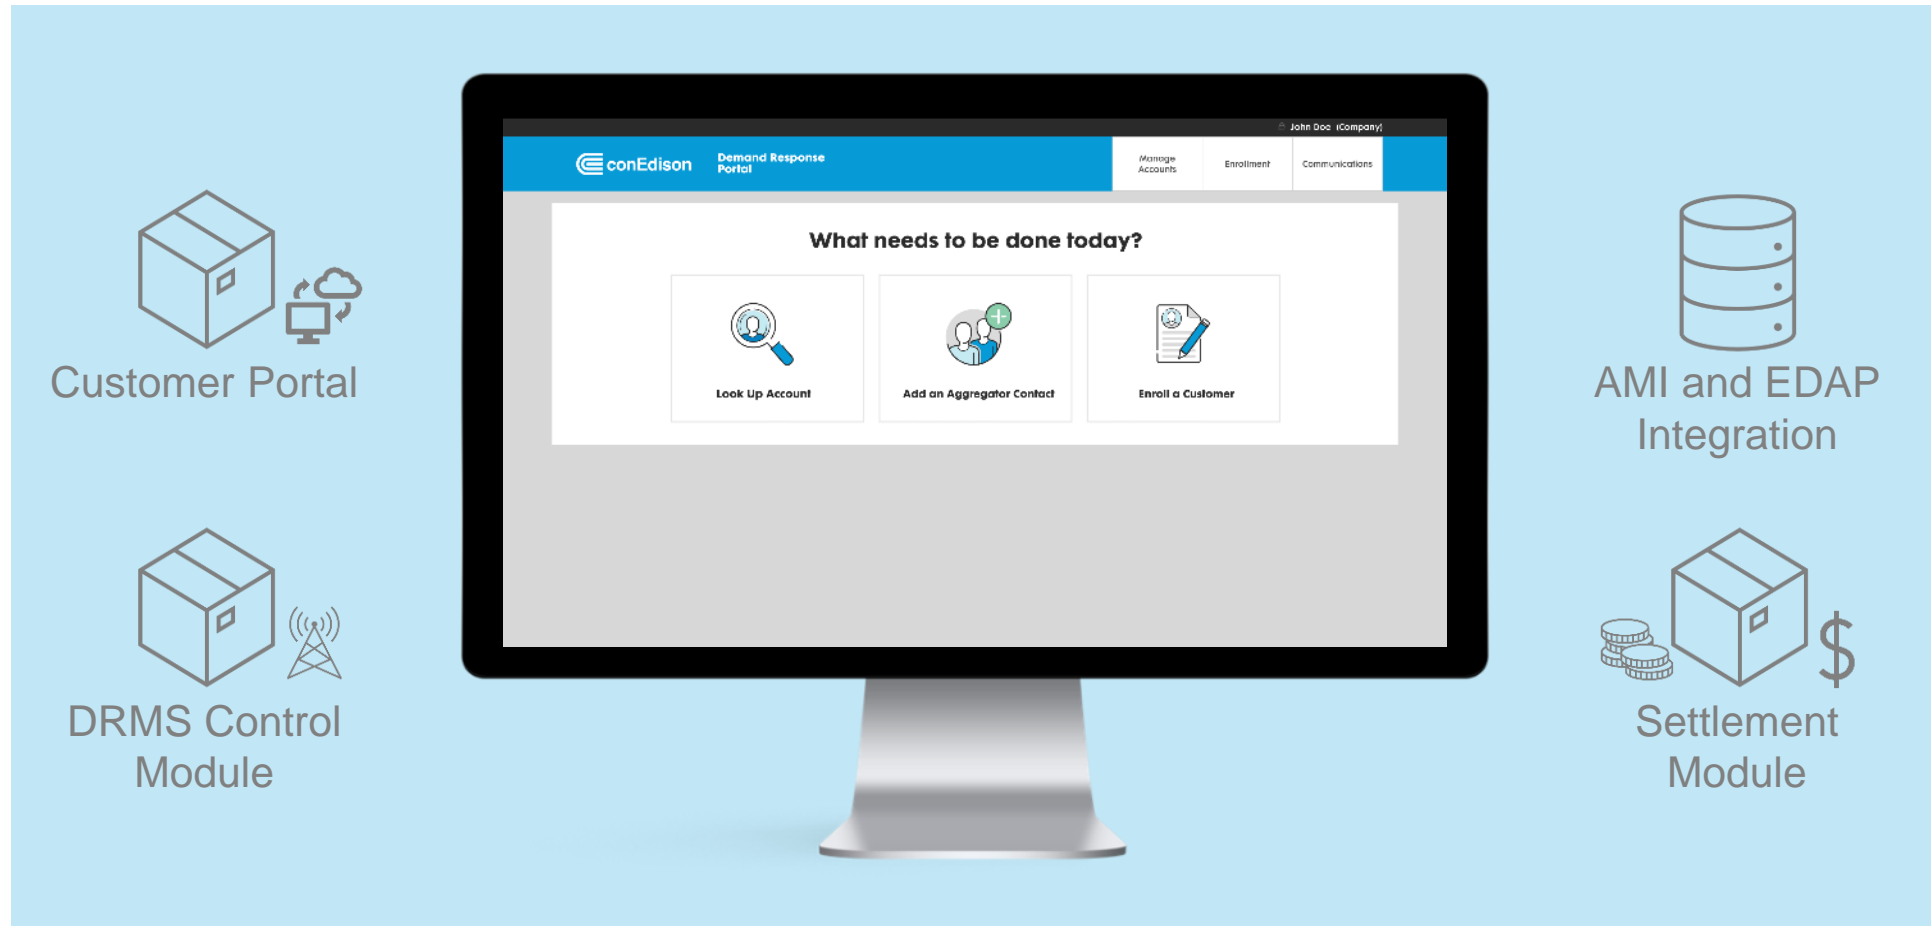 John Doe (Company)
conEdison
Demand Response
Portal
Manage
Accounts
Enrollment
Communications
What needs to be done today?
Look Up Account
Add an Aggregator Contact
Enroll a Customer
Customer Portal
DRMS Control
Module
AMI and EDAP
Integration
Settlement
Module
$